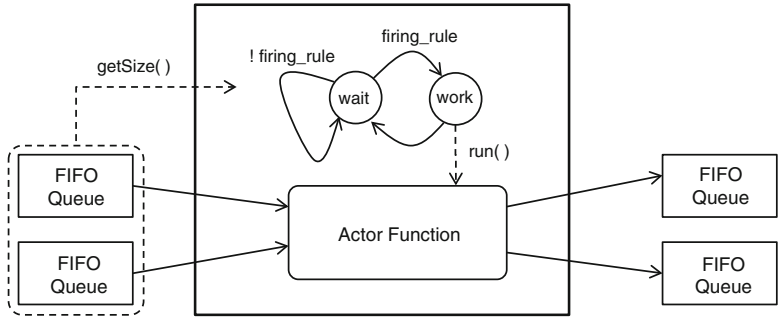 firing_rule
! firing_rule
getSize( )
wait
work
run( )
FIFO
Queue
FIFO
Queue
Actor Function
FIFO
Queue
FIFO
Queue